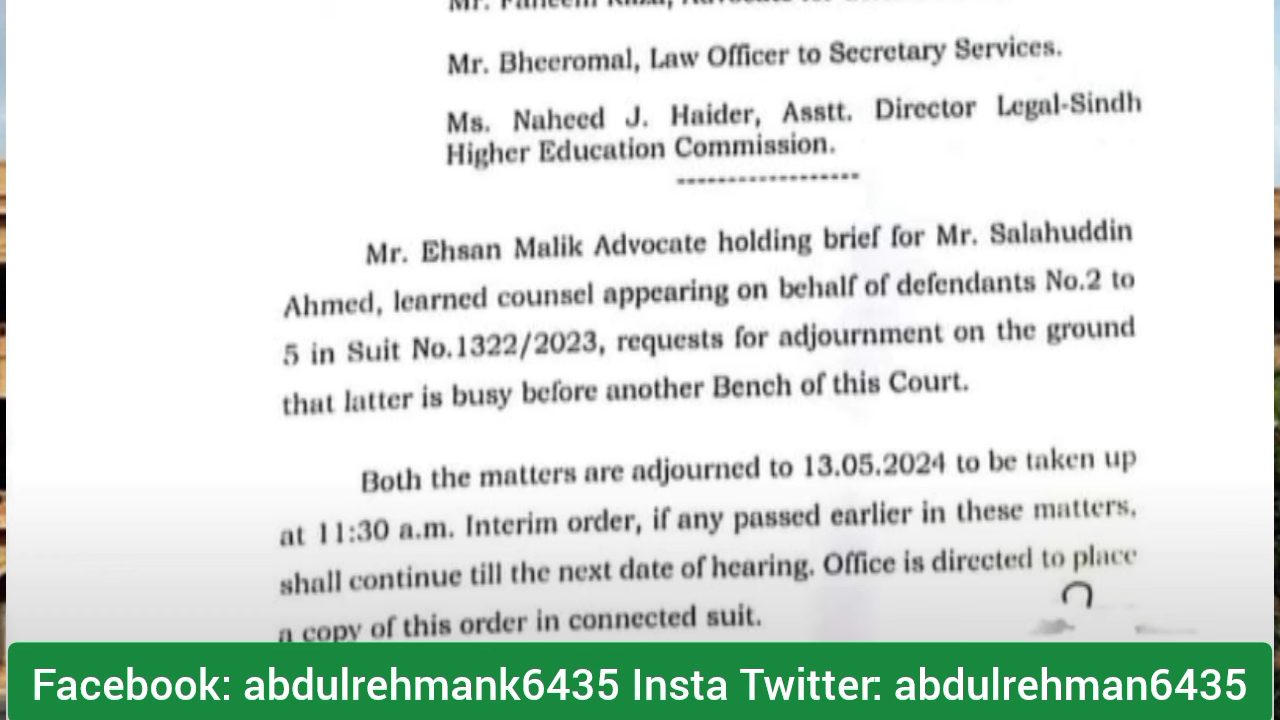 Mr. Bheeromal, Law Officer to Secretary Services.
Ms. Naheed J. Haider, Asstt. Director Legal-Sindh
Higher Education Commission.
------------------
Mr. Ehsan Malik Advocate holding brief for Mr. Salahuddin
Ahmed, learned counsel appearing on behalf of defendants No.2 to
5 in Suit No.1322/2023, requests for adjournment on the ground
that latter is busy before another Bench of this Court.
Both the matters are adjourned to 13.05.2024 to be taken up
at 11:30 a.m. Interim order, if any passed earlier in these matters,
shall continue till the next date of hearing. Office is directed to place
a copy of this order in connected suit.
Facebook: abdulrehmank6435 Insta Twitter: abdulrehman6435